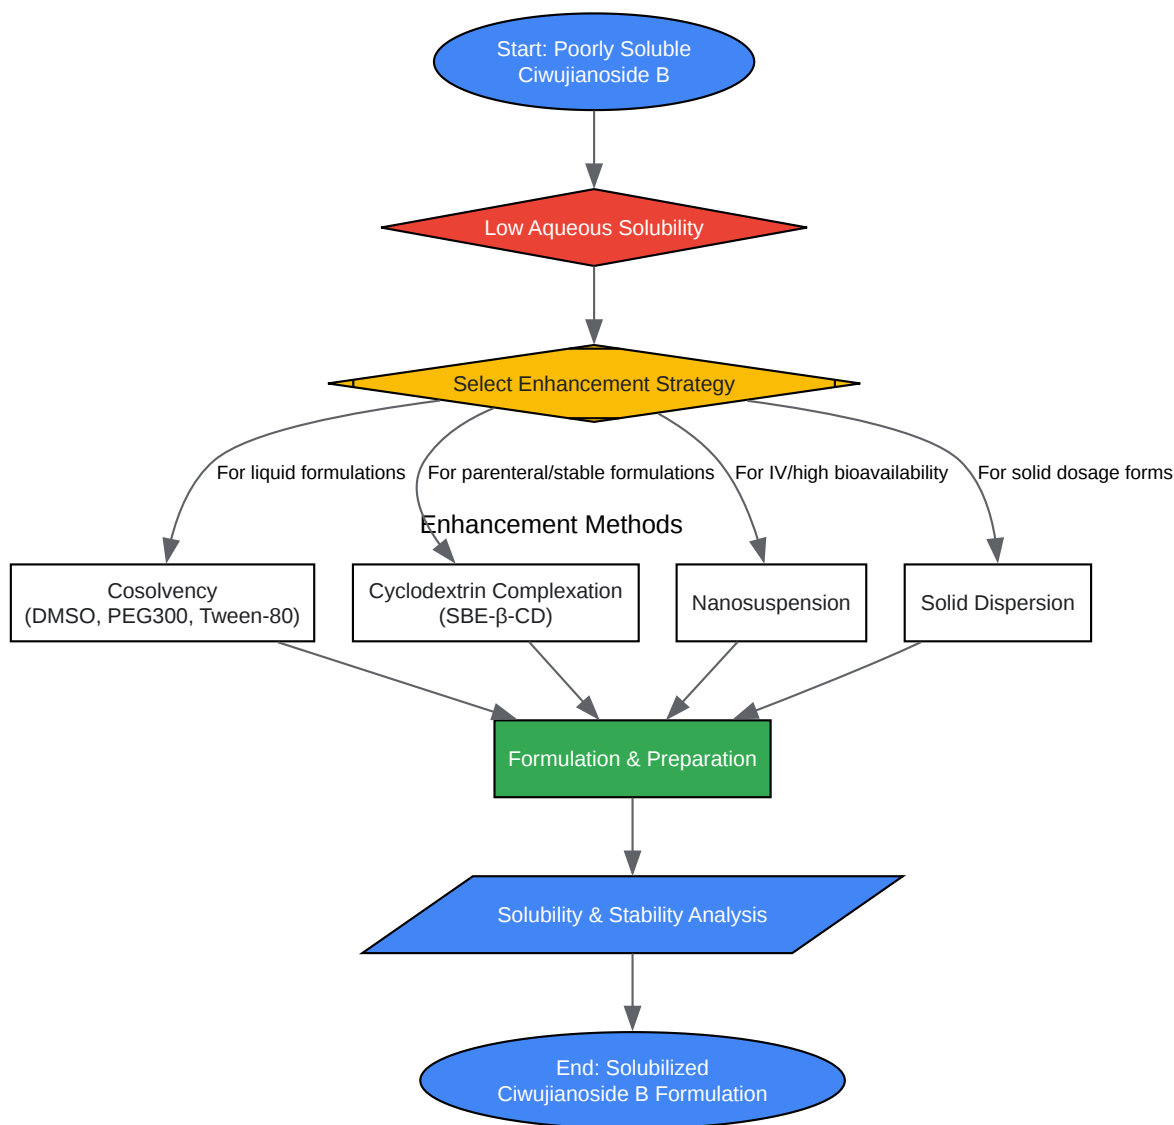 Start: Poorly Soluble
Ciwujianoside B
Low Aqueous Solubility
Select Enhancement Strategy
For liquid formulations
For parenteral/stable formulations
For IV/high bioavailability
For solid dosage forms
Enhancement Methods
Cosolvency
(DMSO, PEG300, Tween-80)
Cyclodextrin Complexation
(SBE-β-CD)
Nanosuspension
Solid Dispersion
Formulation & Preparation
Solubility & Stability Analysis
End: Solubilized
Ciwujianoside B Formulation